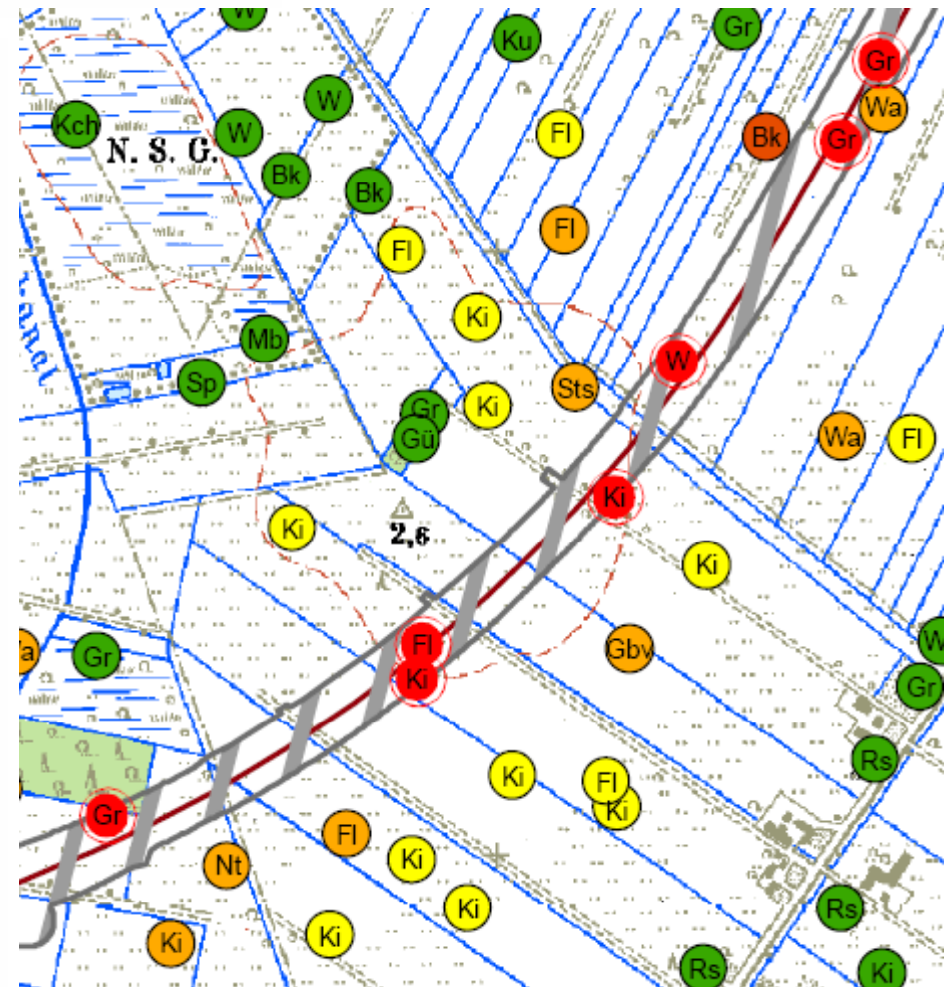 W
Ku
Gr
Gr
Kch
W
W
Fl
Bk
Wa
Gr
N. S. G.
Bk
Bk
Fl
Fl
Ki
Mb
W
Sp
Sts
Ki
Gr
Gü
Wa
Fl
Ki
Ki
2,6
Ki
Gr
Fl
Gbv
W
Ki
Gr
Ki
Fl
Ki
Rs
Gr
Fl
Ki
Nt
Ki
Rs
Ki
Ki
Rs
Ki